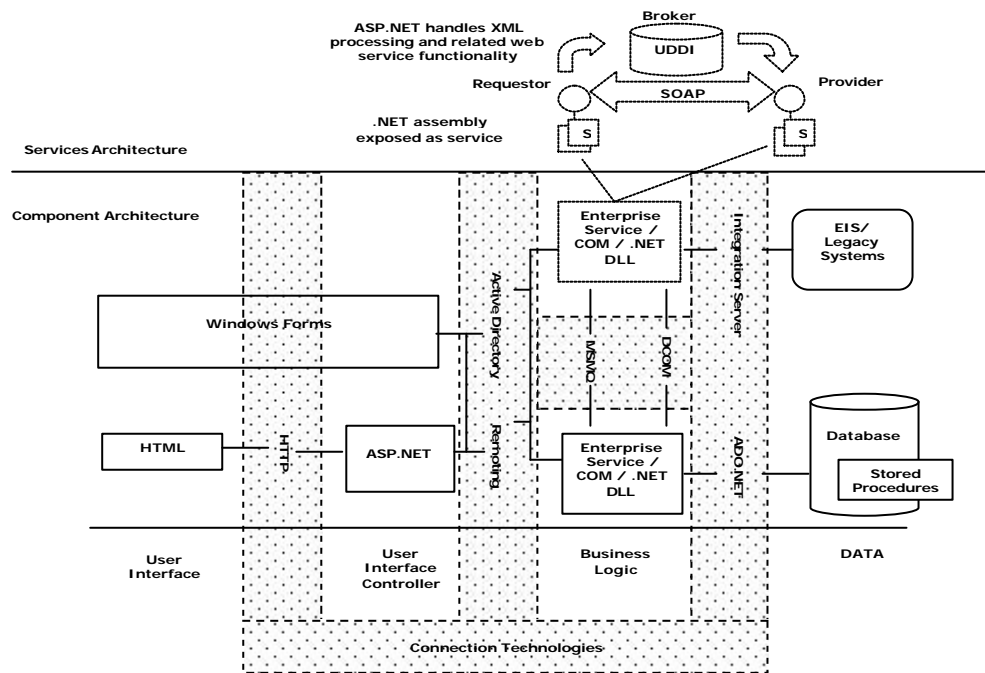 Broker
ASP.NET handles XML
processing and related web
service functionality
UDDI
Requestor
Provider
SOAP
.NET assembly
exposed as service
S
S
Services Architecture
Component Architecture
Enterprise
Service /
COM / .NET
DLL
Integration Server
EIS/
Legacy
Systems
Active Directory
Windows Forms
MSMQ
DCOM
HTML
HTTP
ASP.NET
Remoting
Enterprise
Service /
COM / .NET
DLL
ADO.NET
Database
Stored
Procedures
User
Interface
User
Interface
Controller
Business
Logic
DATA
Connection Technologies